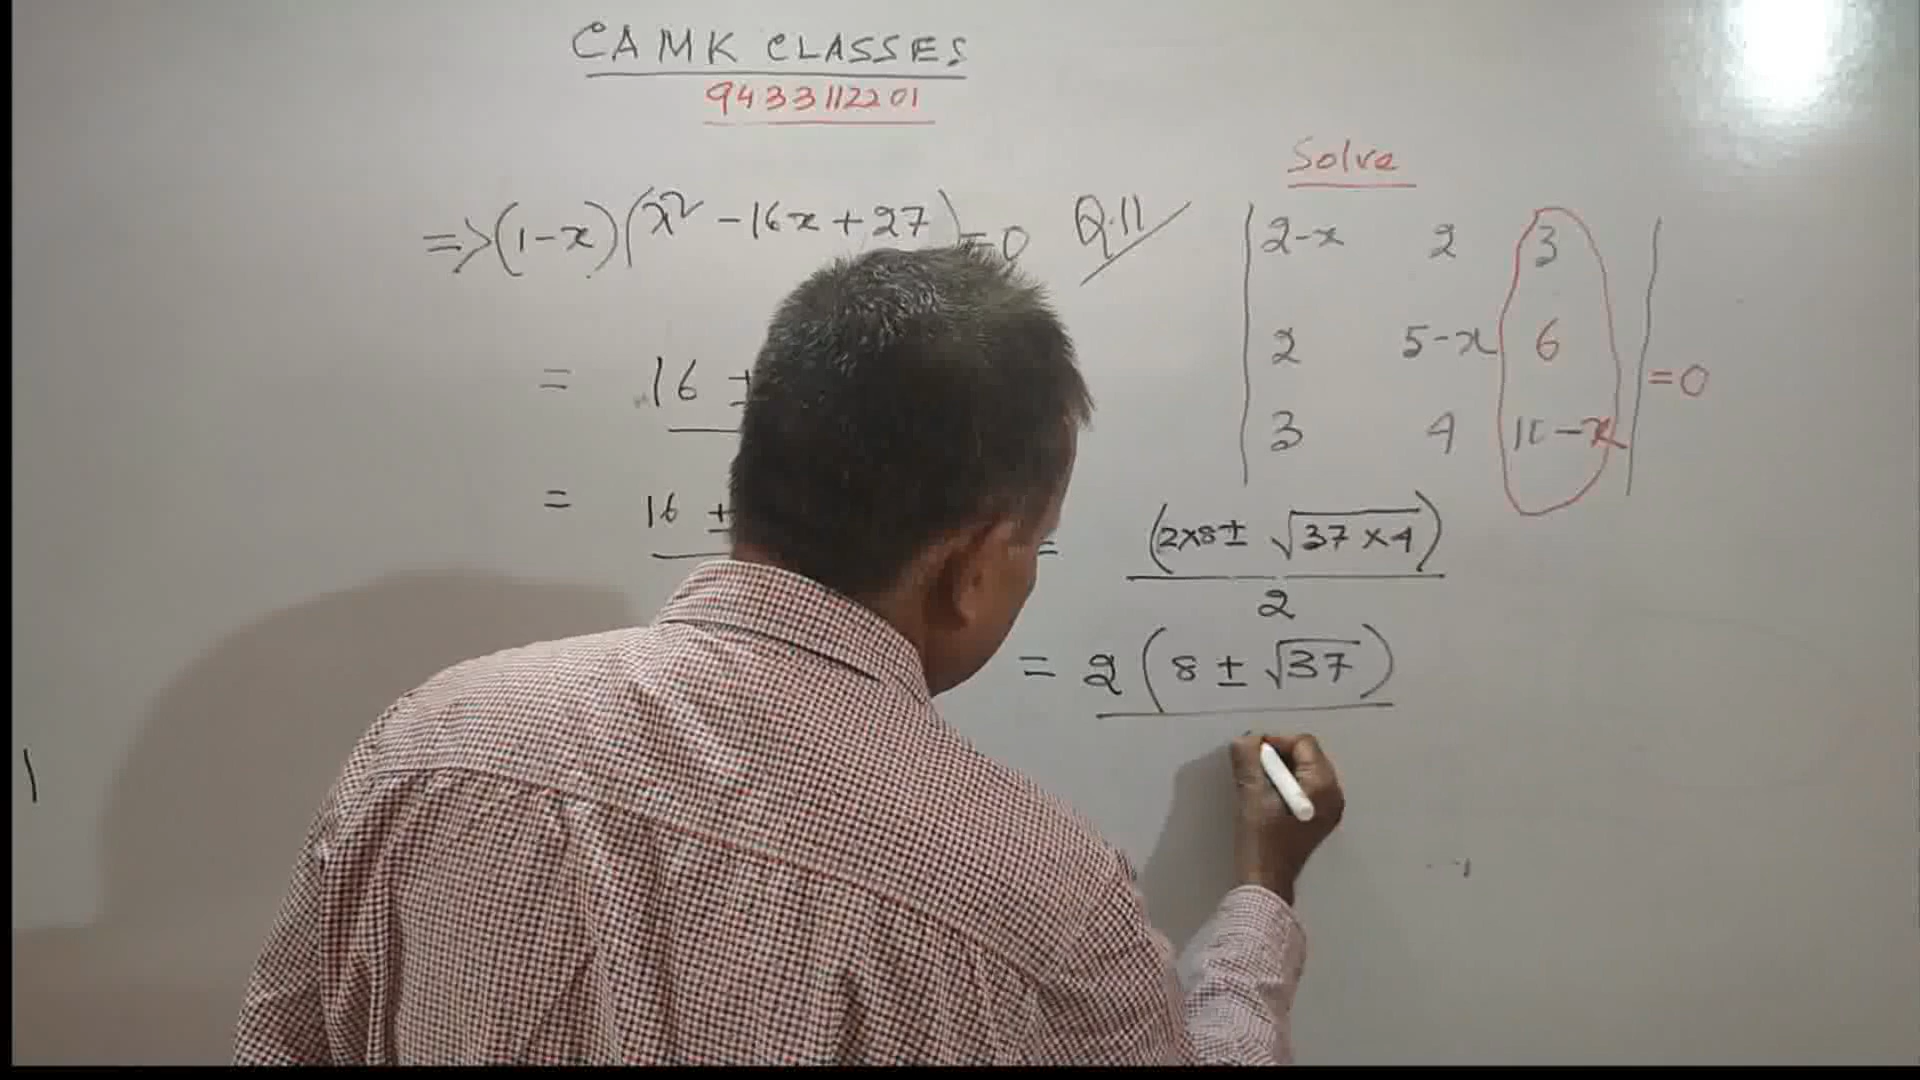 CAMK CLASSES
9433112201
=> (1-x) (x² - 16x + 27) = 0
= 16 ±
= 16 ±
Q.11
Solve
| 2-x 2 3 |
| 2 5-x 6 | = 0
| 3 4 -x |
= (2×8 ± √37×4)
2
= 2 (8 ± √37)